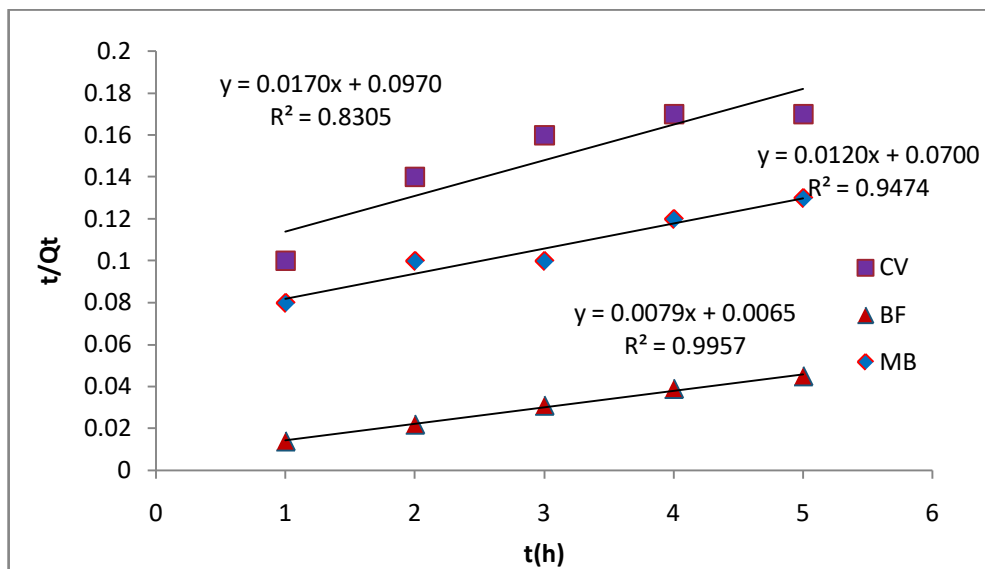 0.2
y = 0.0170x + 0.0970
R² = 0.8305
0.18
0.16
y = 0.0120x + 0.0700
R² = 0.9474
0.14
0.12
t/Qt
0.1
CV
0.08
BF
y = 0.0079x + 0.0065
R² = 0.9957
MB
0.06
0.04
0.02
0
0 1 2 3 4 5 6
t(h)